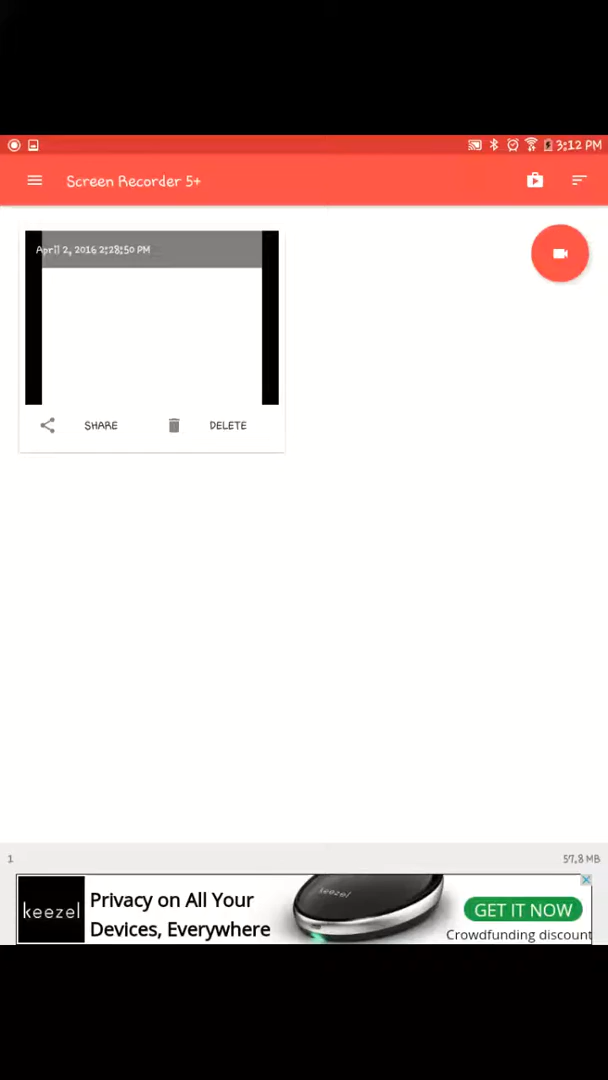 3:12 PM
Screen Recorder 5+
April 2, 2016 2:28:50 PM
SHARE
DELETE
1
57,8 MB
keezel
Privacy on All Your
Devices, Everywhere
keezel
GET IT NOW
Crowdfunding discount